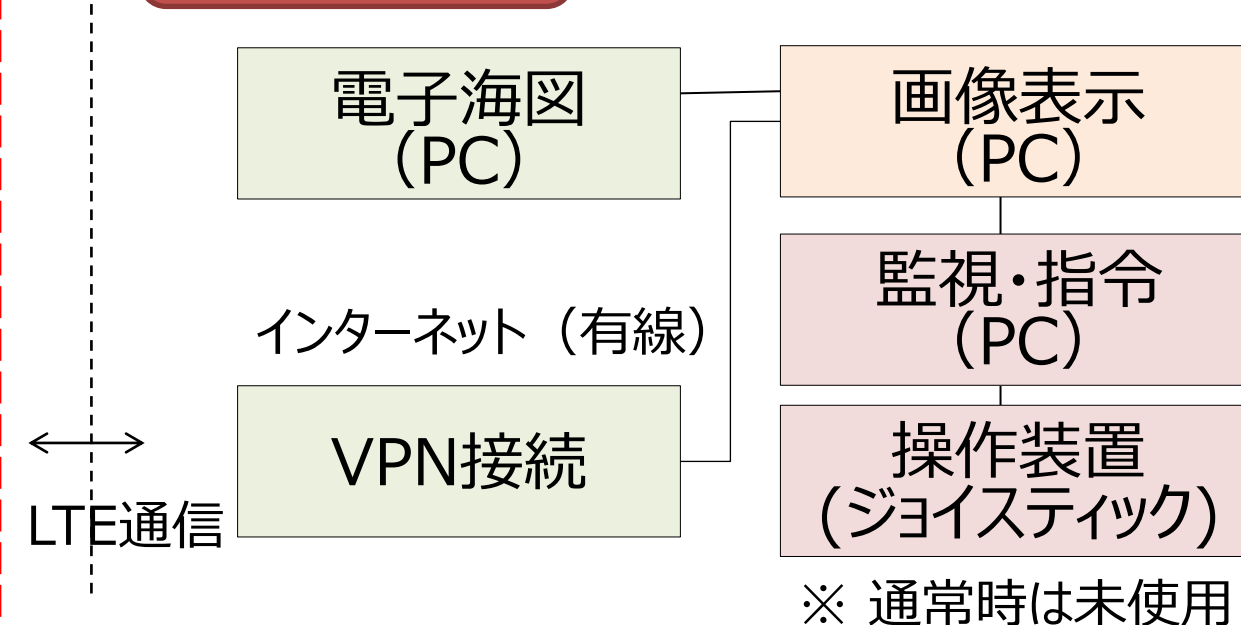 電子海図
（PC）
画像表示
（PC）
監視・指令
（PC）
インターネット（有線）
VPN接続
操作装置
(ジョイスティック)
LTE通信
※ 通常時は未使用